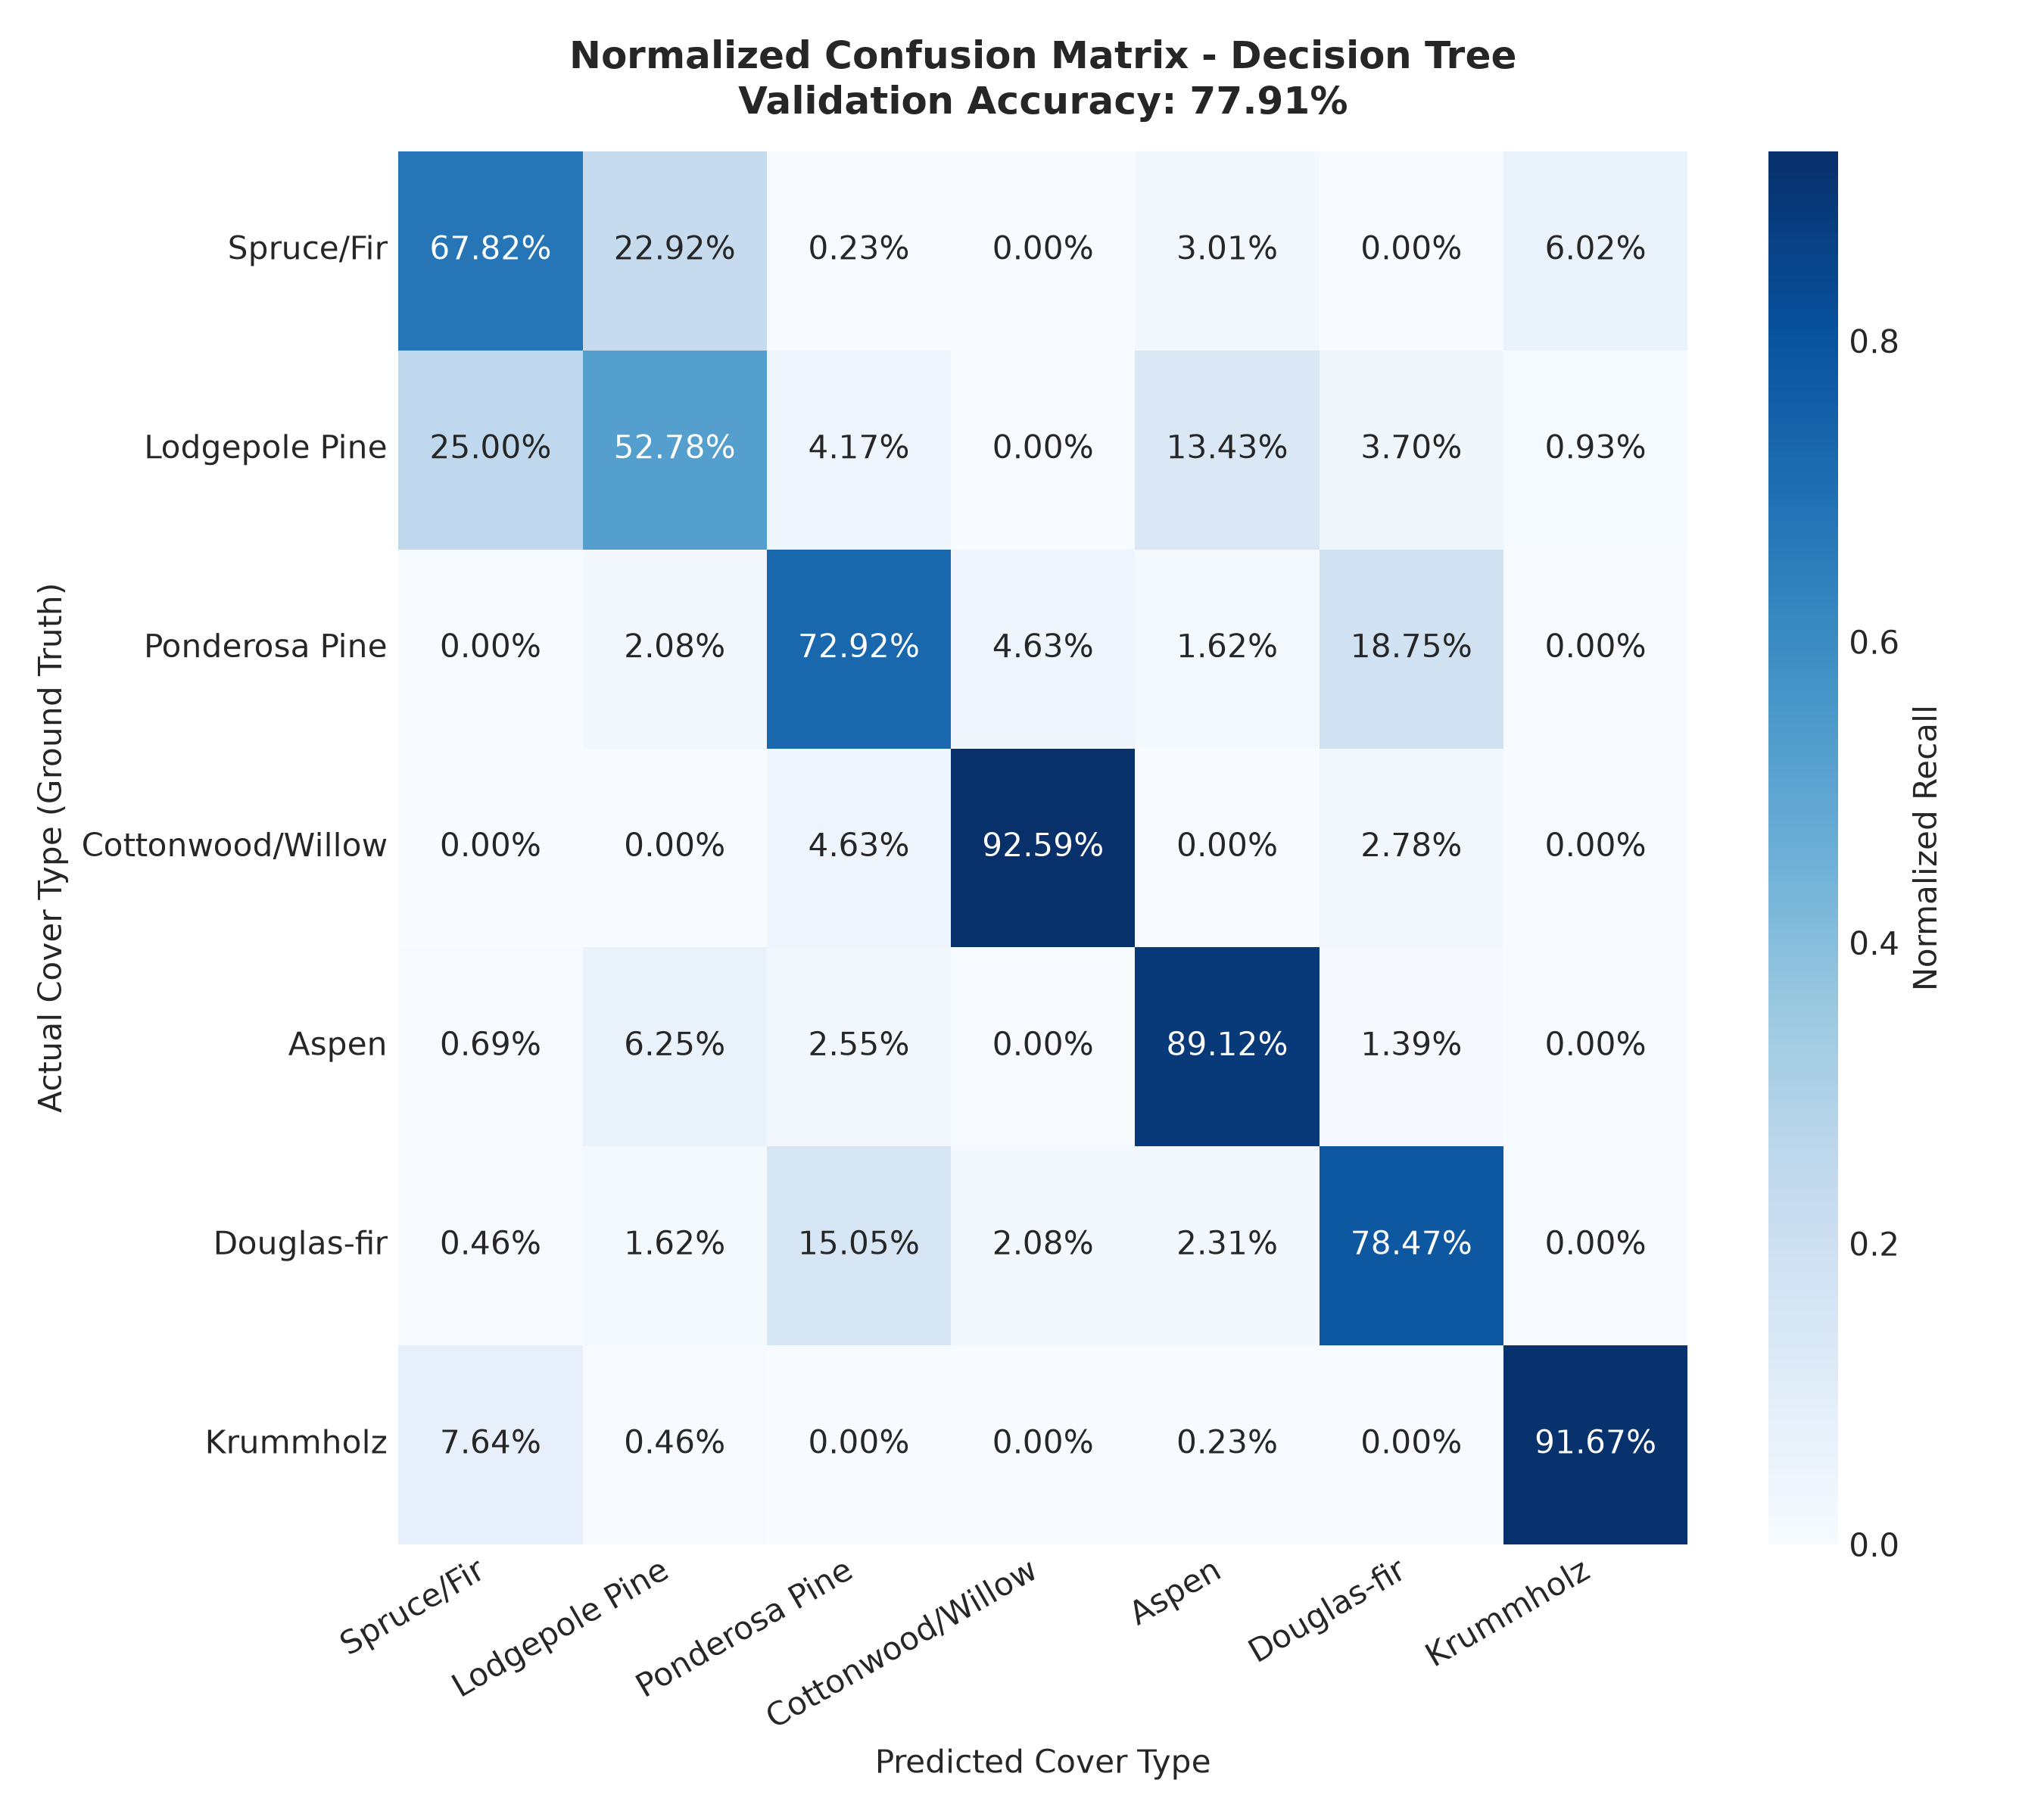 Normalized Confusion Matrix - Decision Tree
Validation Accuracy: 77.91%
Actual Cover Type (Ground Truth)
Spruce/Fir 67.82% 22.92% 0.23% 0.00% 3.01% 0.00% 6.02%
Lodgepole Pine 25.00% 52.78% 4.17% 0.00% 13.43% 3.70% 0.93%
Ponderosa Pine 0.00% 2.08% 72.92% 4.63% 1.62% 18.75% 0.00%
Cottonwood/Willow 0.00% 0.00% 4.63% 92.59% 0.00% 2.78% 0.00%
Aspen 0.69% 6.25% 2.55% 0.00% 89.12% 1.39% 0.00%
Douglas-fir 0.46% 1.62% 15.05% 2.08% 2.31% 78.47% 0.00%
Krummholz 7.64% 0.46% 0.00% 0.00% 0.23% 0.00% 91.67%
Spruce/Fir
Lodgepole Pine
Ponderosa Pine
Cottonwood/Willow
Aspen
Douglas-fir
Krummholz
Predicted Cover Type
0.8
0.6
0.4
0.2
0.0
Normalized Recall